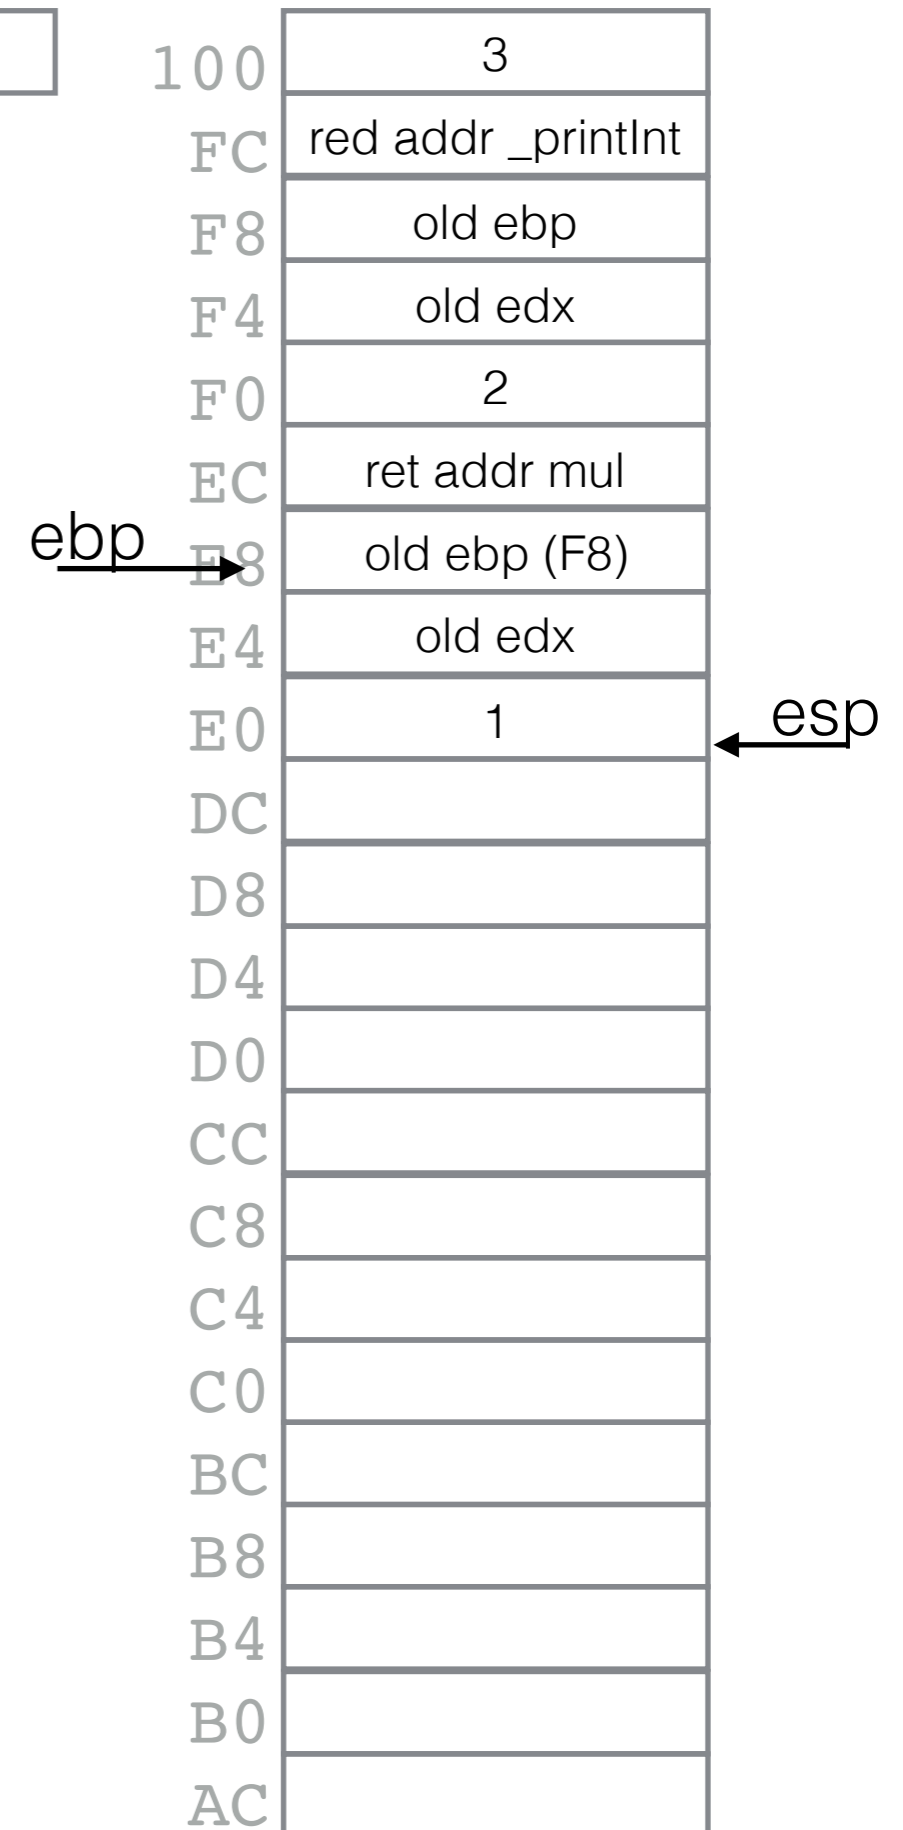 100 3
FC red addr _printInt
F8 old ebp
F4 old edx
F0 2
EC ret addr mul
ebp E8 old ebp (F8)
E4 old edx
E0 1 esp
DC
D8
D4
D0
CC
C8
C4
C0
BC
B8
B4
B0
AC